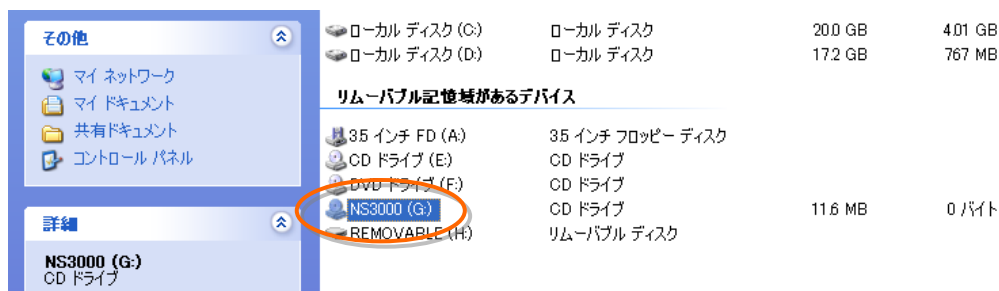 その他
マイ ネットワーク
マイ ドキュメント
共有ドキュメント
コントロール パネル
詳細
NS3000 (G:)
CD ドライブ
ローカル ディスク (C:) ローカル ディスク 20.0 GB 4.01 GB
ローカル ディスク (D:) ローカル ディスク 17.2 GB 767 MB
リムーバブル記憶域があるデバイス
3.5 インチ FD (A:) 3.5 インチ フロッピー ディスク
CD ドライブ (E:) CD ドライブ
DVD ドライブ (F:) CD ドライブ
NS3000 (G:) CD ドライブ 11.6 MB 0 バイト
REMOVABLE (H:) リムーバブル ディスク